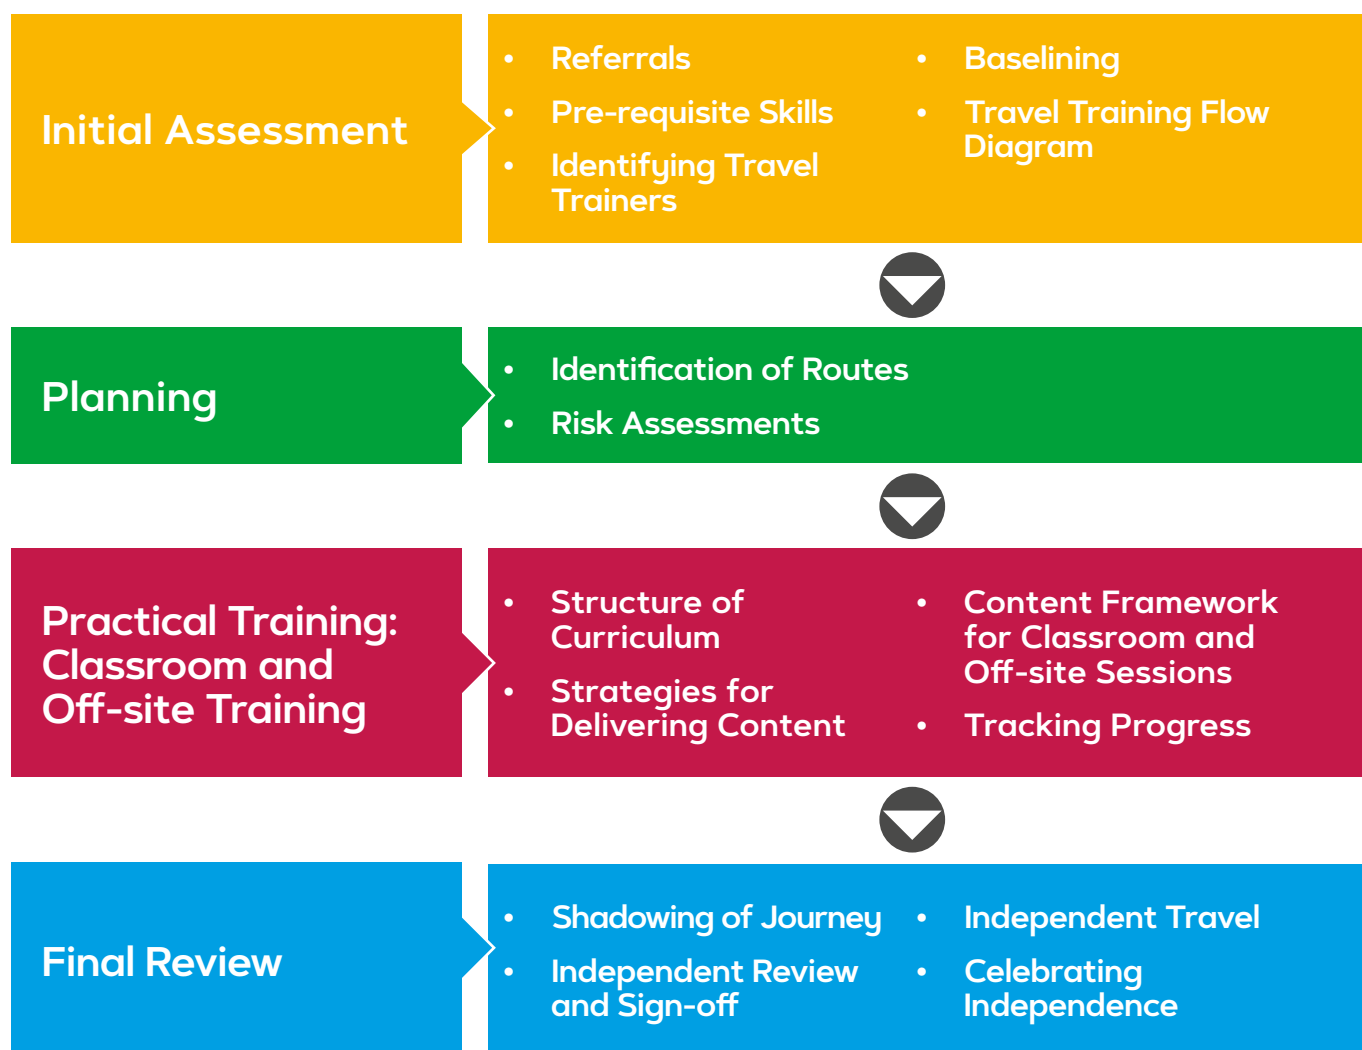 Initial Assessment
• Referrals
• Pre-requisite Skills
• Identifying Travel
Trainers
• Baselining
• Travel Training Flow
Diagram
Planning
• Identification of Routes
• Risk Assessments
Practical Training:
Classroom and
Off-site Training
• Structure of
Curriculum
• Strategies for
Delivering Content
• Content Framework
for Classroom and
Off-site Sessions
• Tracking Progress
Final Review
• Shadowing of Journey
• Independent Review
and Sign-off
• Independent Travel
• Celebrating
Independence